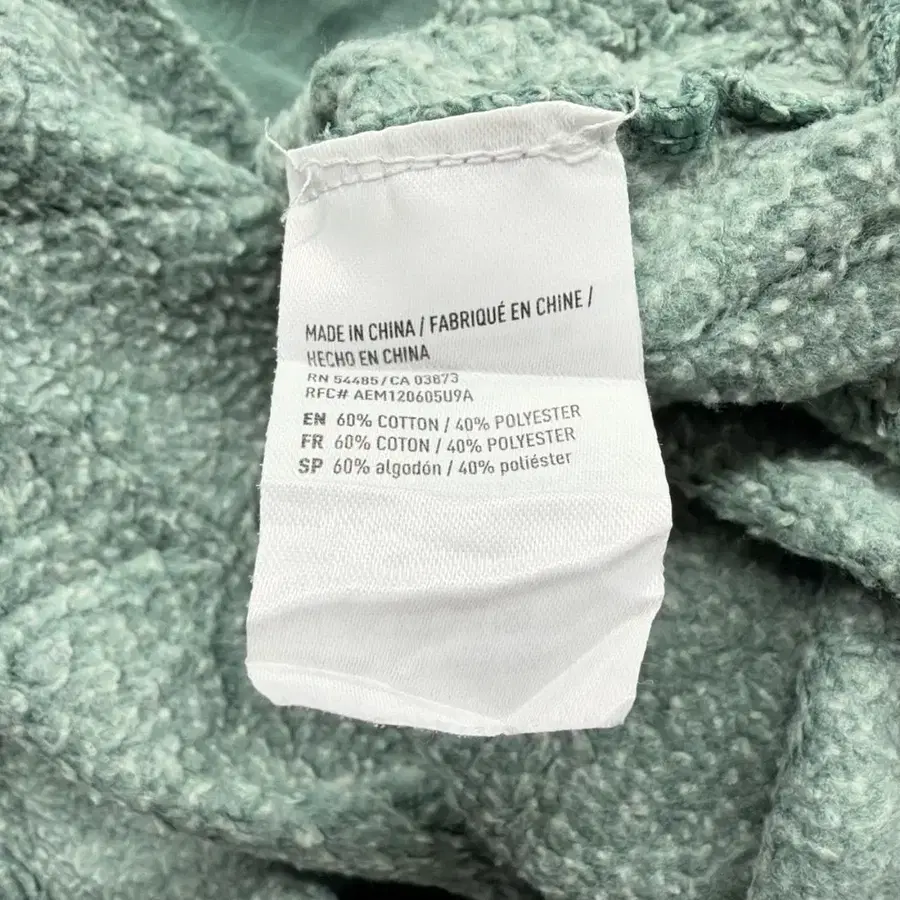 MADE IN CHINA / FABRIQUÉ EN CHINE /
HECHO EN CHINA
RN 54485/CA 03873
RFC# AEM120605U9A
EN 60% COTTON / 40% POLYESTER
FR 60% COTON / 40% POLYESTER
SP 60% algodón / 40% poliéster